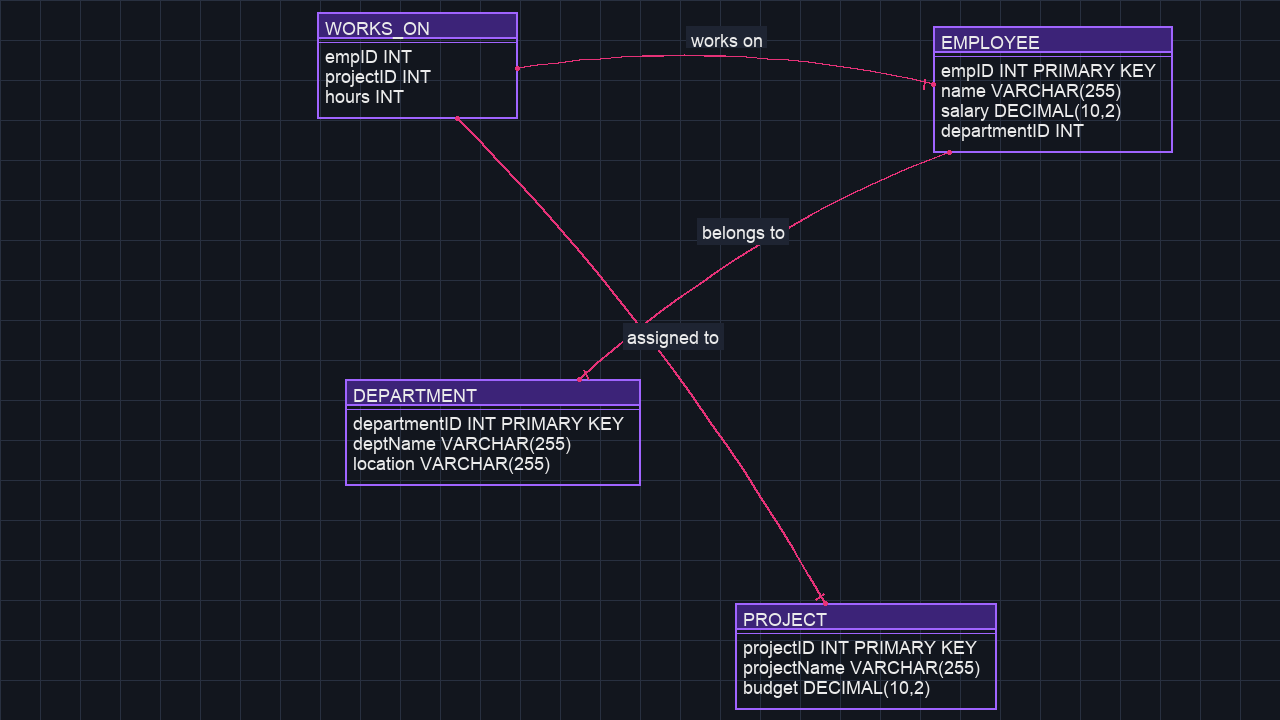 WORKS_ON
empID INT
projectID INT
hours INT
works on
EMPLOYEE
empID INT PRIMARY KEY
name VARCHAR(255)
salary DECIMAL(10,2)
departmentID INT
belongs to
assigned to
DEPARTMENT
departmentID INT PRIMARY KEY
deptName VARCHAR(255)
location VARCHAR(255)
PROJECT
projectID INT PRIMARY KEY
projectName VARCHAR(255)
budget DECIMAL(10,2)